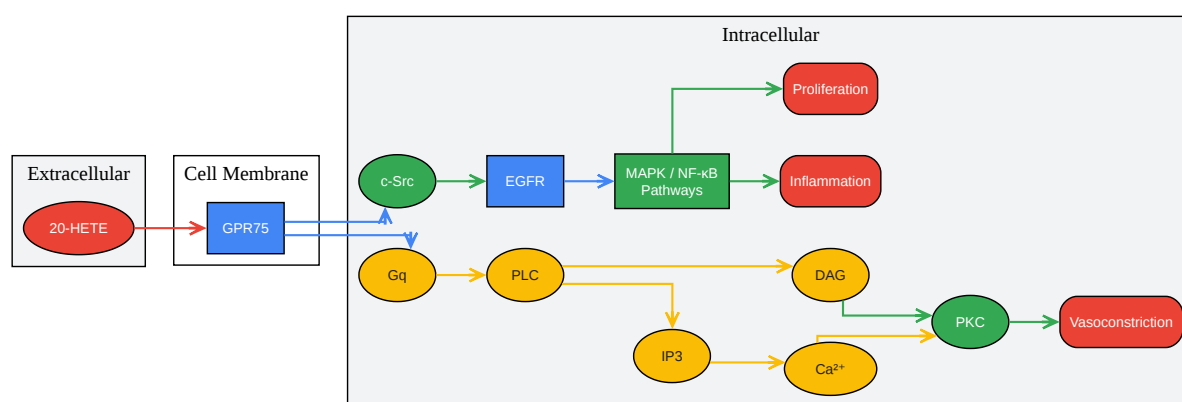 Intracellular
Proliferation
Extracellular
Cell Membrane
c-Src
EGFR
MAPK / NF-κB
Pathways
Inflammation
20-HETE
GPR75
Gq
PLC
DAG
PKC
Vasoconstriction
IP3
Ca²⁺